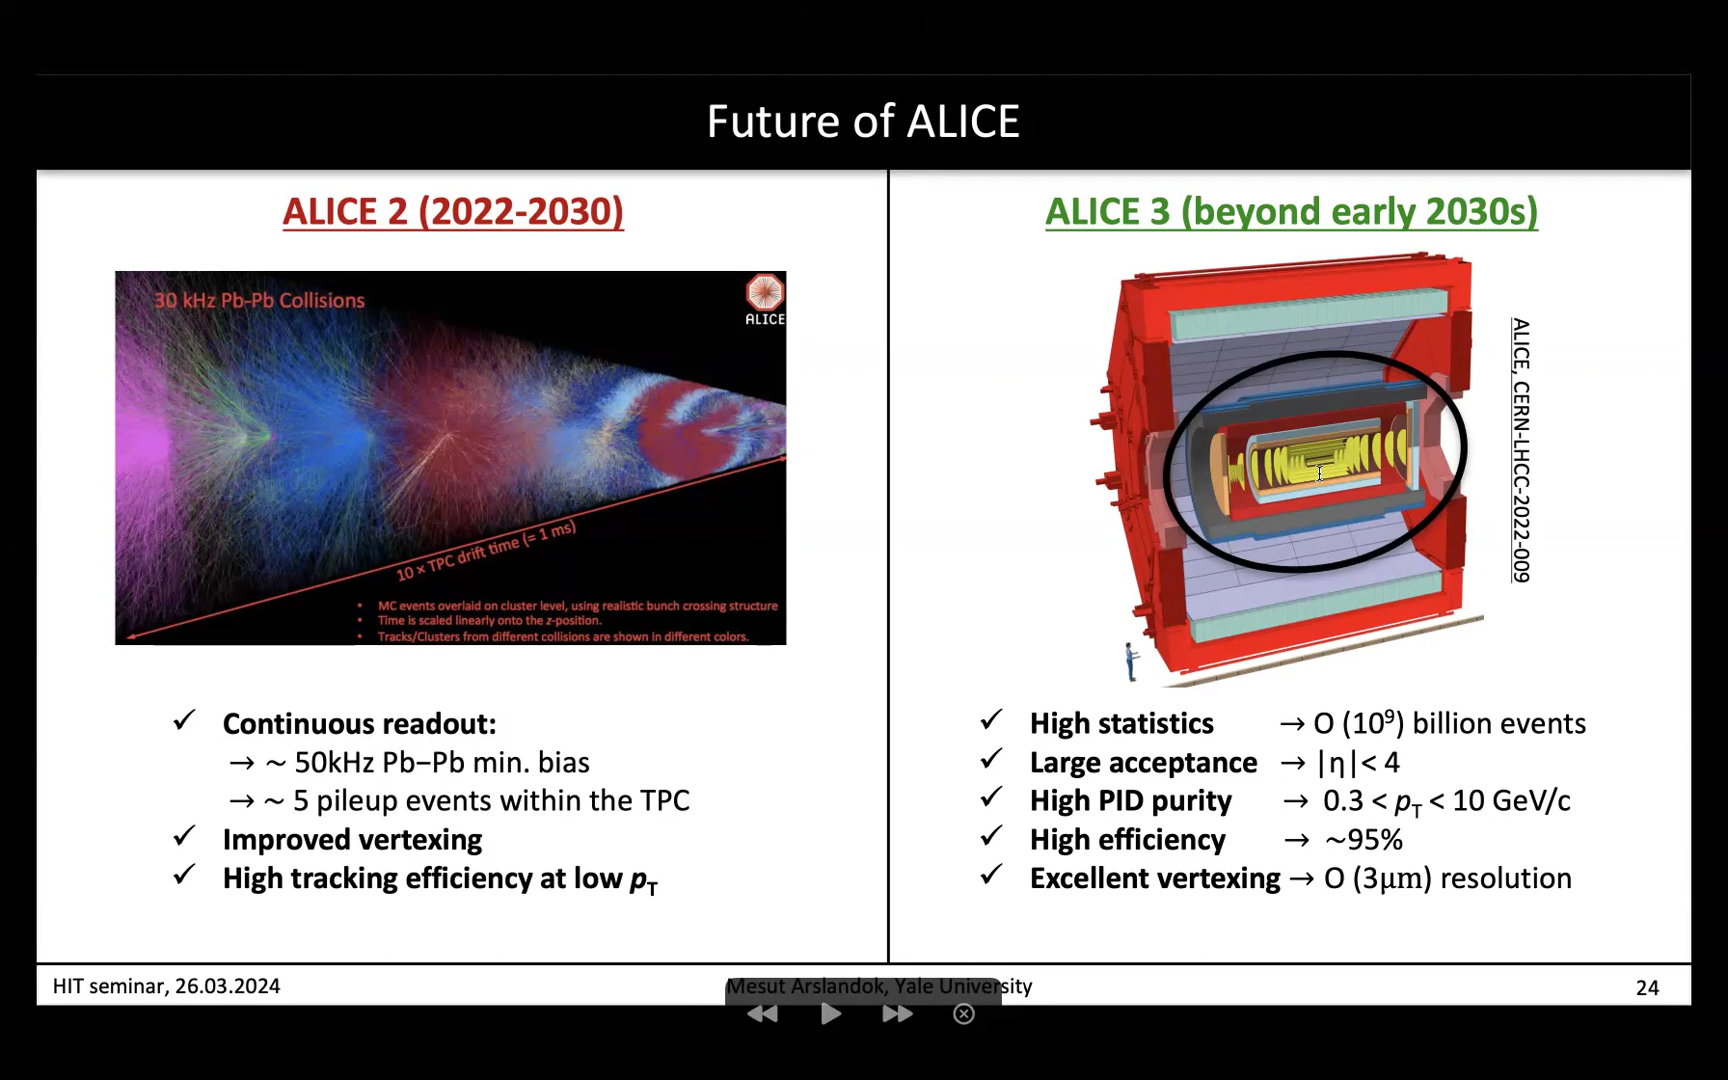 Future of ALICE
ALICE 2 (2022-2030)
30 kHz Pb-Pb Collisions
ALICE
10 × TPC drift time (= 1 ms)
• MC events overlaid on cluster level, using realistic bunch crossing structure
• Time is scaled linearly onto the z-position.
• Tracks/Clusters from different collisions are shown in different colors.
✓ Continuous readout:
→ ~ 50kHz Pb–Pb min. bias
→ ~ 5 pileup events within the TPC
✓ Improved vertexing
✓ High tracking efficiency at low pT
ALICE 3 (beyond early 2030s)
ALICE, CERN-LHCC-2022-009
✓ High statistics → O (10⁹) billion events
✓ Large acceptance → |η|< 4
✓ High PID purity → 0.3 < pT < 10 GeV/c
✓ High efficiency → ~95%
✓ Excellent vertexing → O (3μm) resolution
HIT seminar, 26.03.2024
Mesut Arslandok, Yale University
24